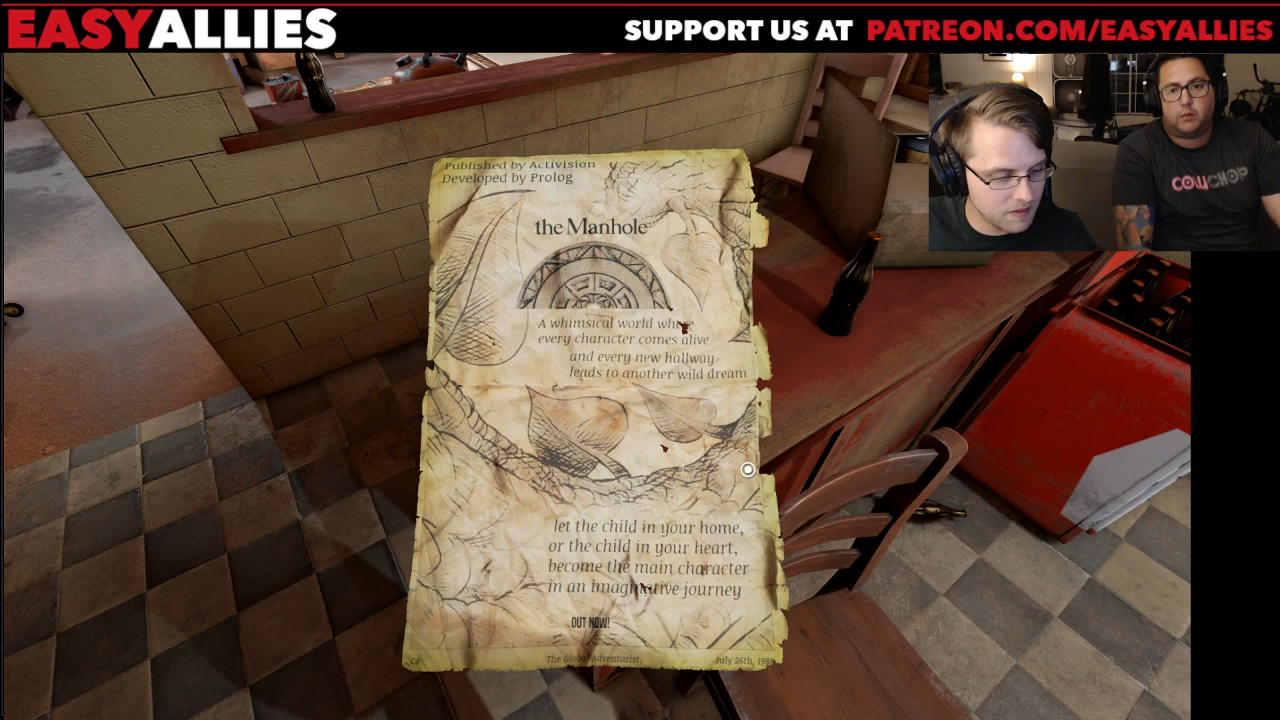 EASYALLIES
SUPPORT US AT PATREON.COM/EASYALLIES
COWCHOP
Published by Activision
Developed by Prolog
the Manhole
A whimsical world where
every character comes alive
and every new hallway
leads to another wild dream
let the child in your home,
or the child in your heart,
become the main character
in an imaginative journey
OUT NOW!
The Global Adventurist,
July 26th, 1988